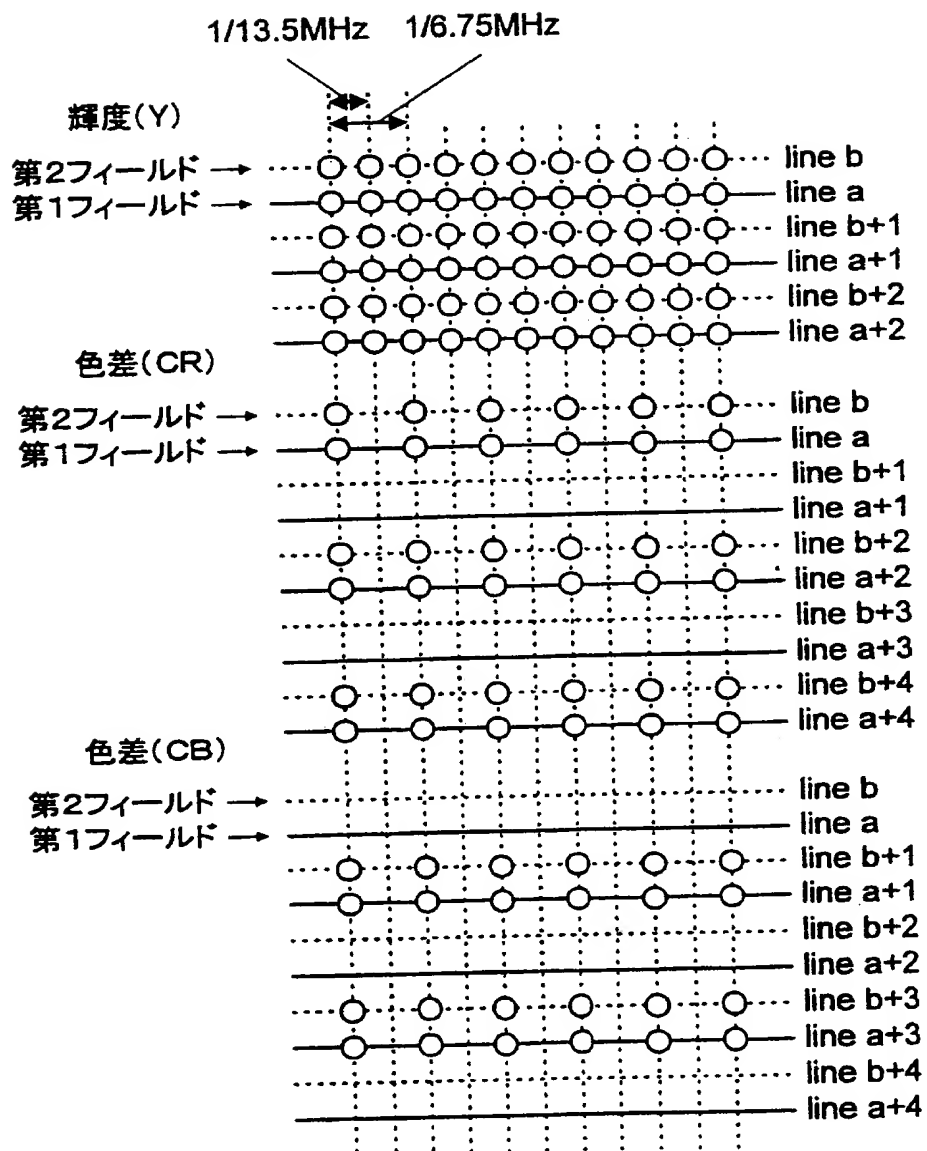 1/13.5MHz 1/6.75MHz
輝度(Y)
第2フィールド → line b
第1フィールド → line a
line b+1
line a+1
line b+2
line a+2
色差(CR)
第2フィールド → line b
第1フィールド → line a
line b+1
line a+1
line b+2
line a+2
line b+3
line a+3
line b+4
line a+4
色差(CB)
第2フィールド → line b
第1フィールド → line a
line b+1
line a+1
line b+2
line a+2
line b+3
line a+3
line b+4
line a+4